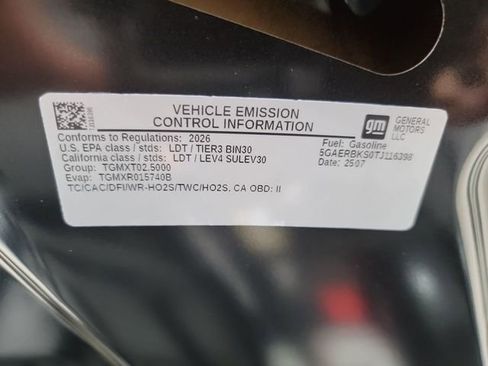 VEHICLE EMISSION
CONTROL INFORMATION
gm
GENERAL
MOTORS
LLC
Conforms to Regulations: 2026
U.S. EPA class / stds: LDT / TIER3 BIN30
California class / stds: LDT / LEV4 SULEV30
Group: TGMXT02.5000
Evap: TGMXR015740B
TC/CAC/DFI/WR-HO2S/TWC/HO2S, CA OBD: II
Fuel: Gasoline
5GAERBKS0TJ116398
Date: 2507